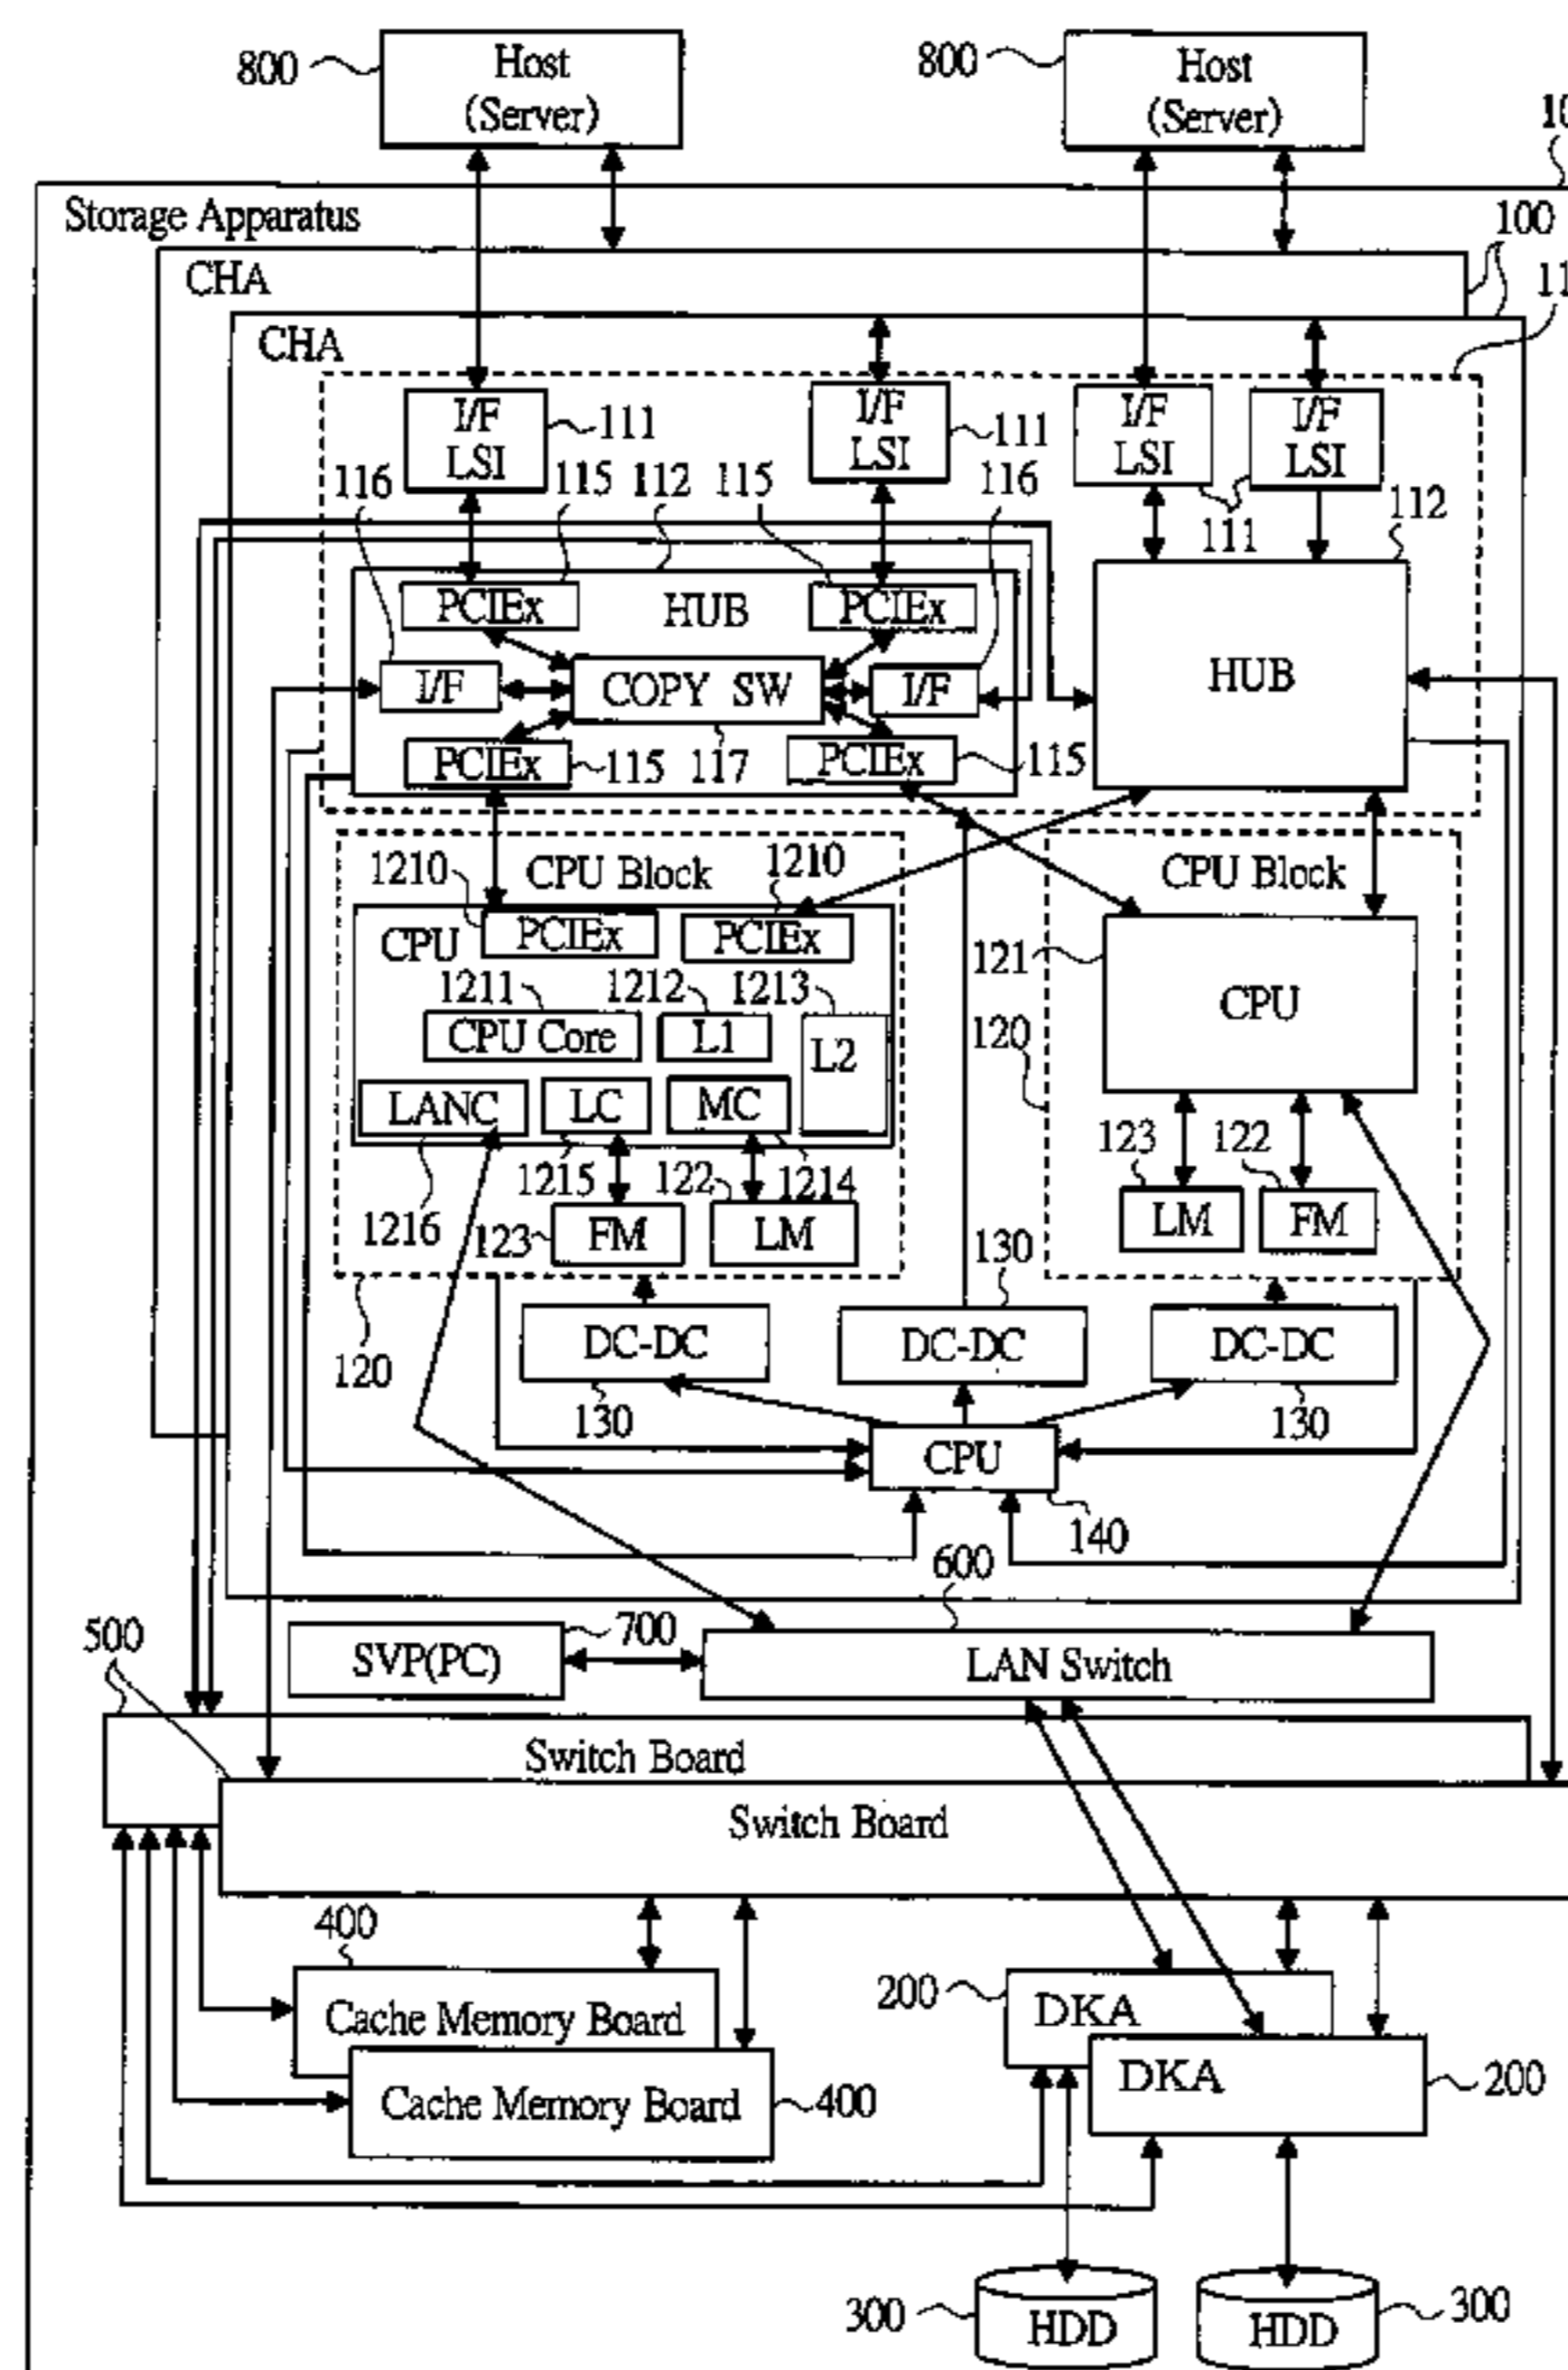 800
Host
(Server)
800
Host
(Server)
10
Storage Apparatus
100
CHA
11
CHA
I/F
LSI
111
I/F
LSI
111
I/F
LSI
I/F
LSI
116
115
112
115
116
111
112
PCIEx
HUB
PCIEx
I/F
COPY SW
I/F
HUB
PCIEx
115
117
PCIEx
115
1210
CPU Block
1210
CPU Block
CPU
PCIEx
PCIEx
121
1211
1212
1213
CPU
CPU Core
L1
L2
120
LANC
LC
MC
123
122
1215
122
1214
1216
123
FM
LM
LM
FM
130
120
DC-DC
DC-DC
DC-DC
130
130
CPU
140
600
500
700
SVP(PC)
LAN Switch
Switch Board
Switch Board
400
200
Cache Memory Board
DKA
Cache Memory Board
400
DKA
200
300
HDD
HDD
300